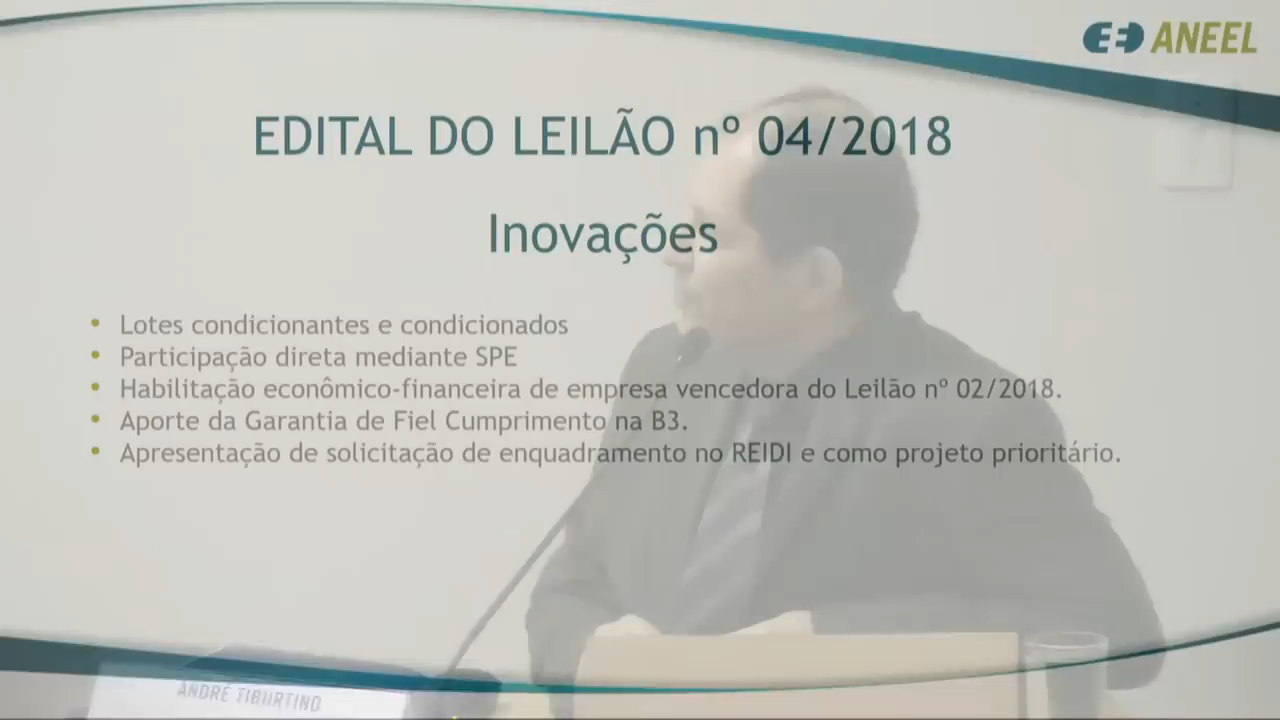 ANEEL
EDITAL DO LEILÃO nº 04/2018
Inovações
• Lotes condicionantes e condicionados
• Participação direta mediante SPE
• Habilitação econômico-financeira de empresa vencedora do Leilão nº 02/2018.
• Aporte da Garantia de Fiel Cumprimento na B3.
• Apresentação de solicitação de enquadramento no REIDI e como projeto prioritário.
ANDRÉ TIBURTINO